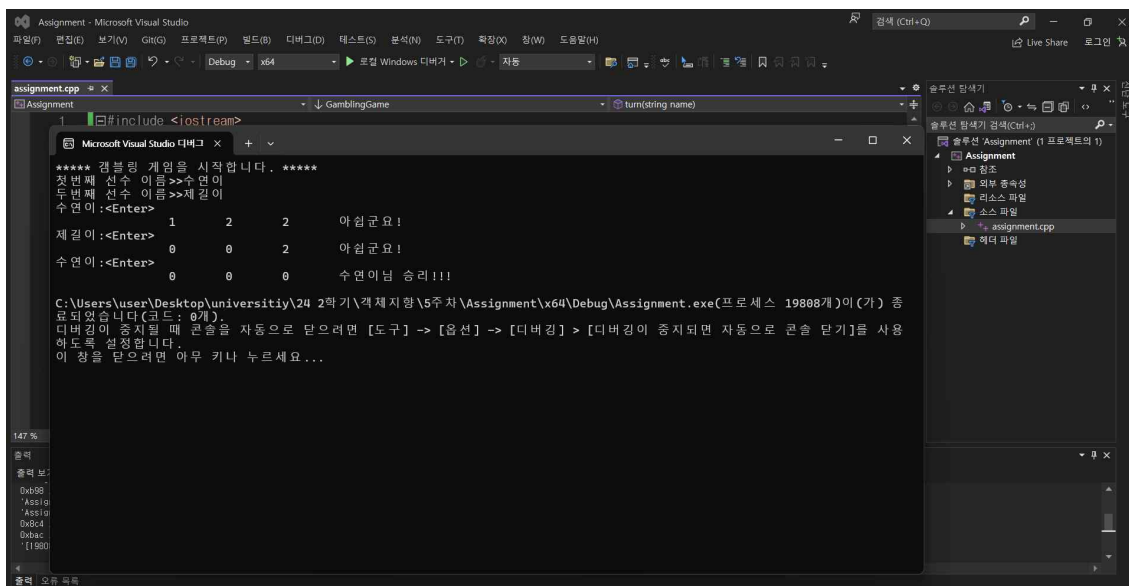 Assignment - Microsoft Visual Studio
검색 (Ctrl+Q)
파일(F) 편집(E) 보기(V) Git(G) 프로젝트(P) 빌드(B) 디버그(D) 테스트(S) 분석(N) 도구(T) 확장(X) 창(W) 도움말(H)
Live Share 로그인
Debug x64 로컬 Windows 디버거 자동
assignment.cpp
Assignment GamblingGame turn(string name)
1 #include <iostream>
Microsoft Visual Studio 디버그
***** 갬블링 게임을 시작합니다. *****
첫번째 선수 이름>>수연이
두번째 선수 이름>>제길이
수연이:<Enter>
1 2 2 아쉽군요!
제길이:<Enter>
0 0 2 아쉽군요!
수연이:<Enter>
0 0 0 수연이님 승리!!!
C:\Users\user\Desktop\universitiy\24 2학기\객체지향\5주차\Assignment\x64\Debug\Assignment.exe(프로세스 19808개)이(가) 종
료되었습니다(코드: 0개).
디버깅이 중지될 때 콘솔을 자동으로 닫으려면 [도구] -> [옵션] -> [디버깅] > [디버깅이 중지되면 자동으로 콘솔 닫기]를 사용
하도록 설정합니다.
이 창을 닫으려면 아무 키나 누르세요...
솔루션 탐색기
솔루션 탐색기 검색(Ctrl+;)
솔루션 'Assignment' (1 프로젝트의 1)
Assignment
참조
외부 종속성
리소스 파일
소스 파일
assignment.cpp
헤더 파일
147 %
출력
출력 보기
0xb98
'Assig
'Assig
0x8c4
0xbac
'[1980
출력 오류 목록